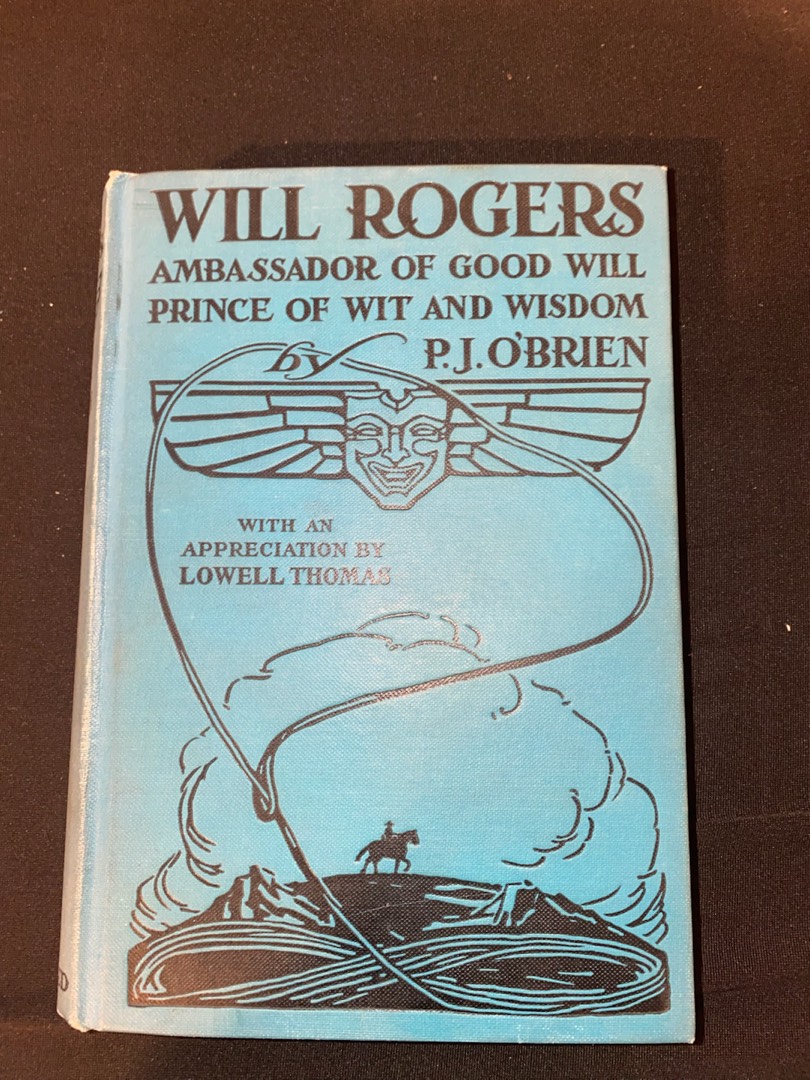 WILL ROGERS
AMBASSADOR OF GOOD WILL
PRINCE OF WIT AND WISDOM
by P.J. O'BRIEN
WITH AN
APPRECIATION BY
LOWELL THOMAS